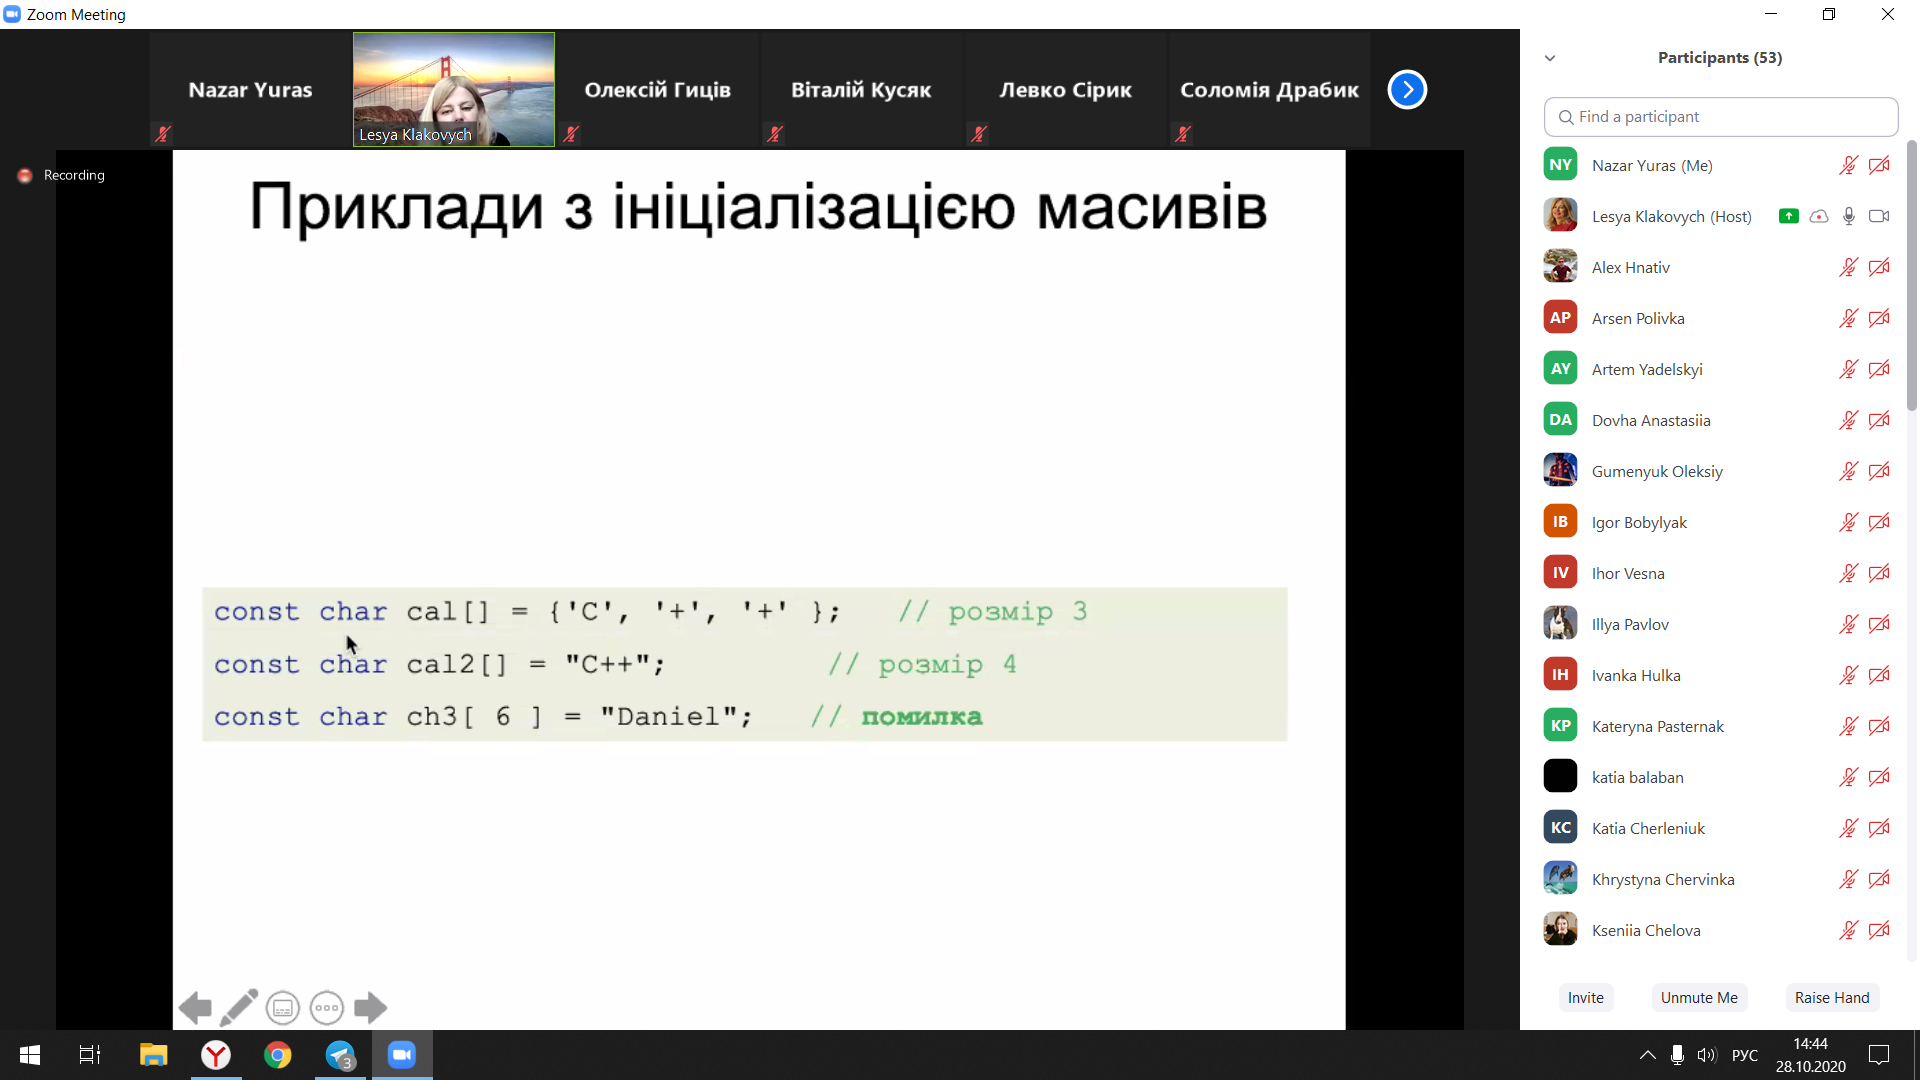 Zoom Meeting
Nazar Yuras
Lesya Klakovych
Олексій Гиців
Віталій Кусяк
Левко Сірик
Соломія Драбик
Recording
Приклади з ініціалізацією масивів
const char cal[] = {'C', '+', '+' }; // розмір 3
const char cal2[] = "C++"; // розмір 4
const char ch3[ 6 ] = "Daniel"; // помилка
Participants (53)
Find a participant
NY Nazar Yuras (Me)
Lesya Klakovych (Host)
Alex Hnativ
AP Arsen Polivka
AY Artem Yadelskyi
DA Dovha Anastasiia
Gumenyuk Oleksiy
IB Igor Bobylyak
IV Ihor Vesna
Illya Pavlov
IH Ivanka Hulka
KP Kateryna Pasternak
katia balaban
KC Katia Cherleniuk
Khrystyna Chervinka
Kseniia Chelova
Invite Unmute Me Raise Hand
3
РУС
14:44
28.10.2020